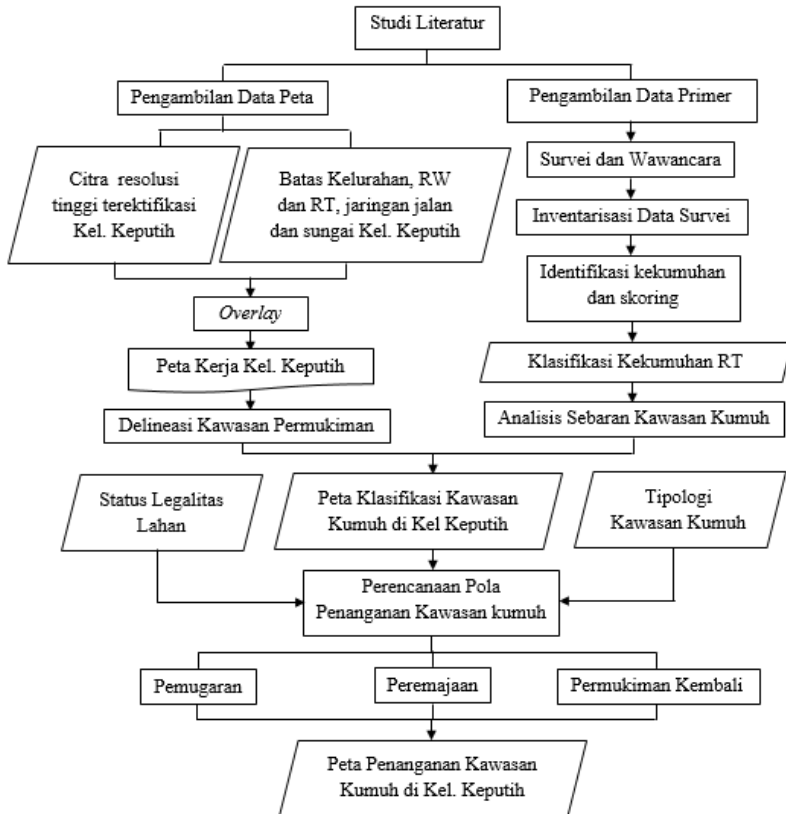 Studi Literatur
Pengambilan Data Peta
Pengambilan Data Primer
Citra resolusi
tinggi terektifikasi
Kel. Keputih
Batas Kelurahan, RW
dan RT, jaringan jalan
dan sungai Kel. Keputih
Survei dan Wawancara
Inventarisasi Data Survei
Identifikasi kekumuhan
dan skoring
Overlay
Peta Kerja Kel. Keputih
Klasifikasi Kekumuhan RT
Delineasi Kawasan Permukiman
Analisis Sebaran Kawasan Kumuh
Status Legalitas
Lahan
Peta Klasifikasi Kawasan
Kumuh di Kel Keputih
Tipologi
Kawasan Kumuh
Perencanaan Pola
Penanganan Kawasan kumuh
Pemugaran
Peremajaan
Permukiman Kembali
Peta Penanganan Kawasan
Kumuh di Kel. Keputih